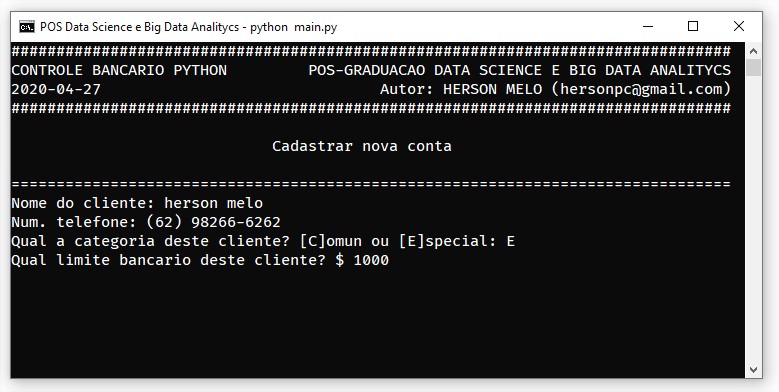 POS Data Science e Big Data Analitycs - python  main.py
################################################################################
CONTROLE BANCARIO PYTHON         POS-GRADUACAO DATA SCIENCE E BIG DATA ANALITYCS
2020-04-27                               Autor: HERSON MELO (hersonpc@gmail.com)
################################################################################
Cadastrar nova conta
================================================================================
Nome do cliente: herson melo
Num. telefone: (62) 98266-6262
Qual a categoria deste cliente? [C]omun ou [E]special: E
Qual limite bancario deste cliente? $ 1000